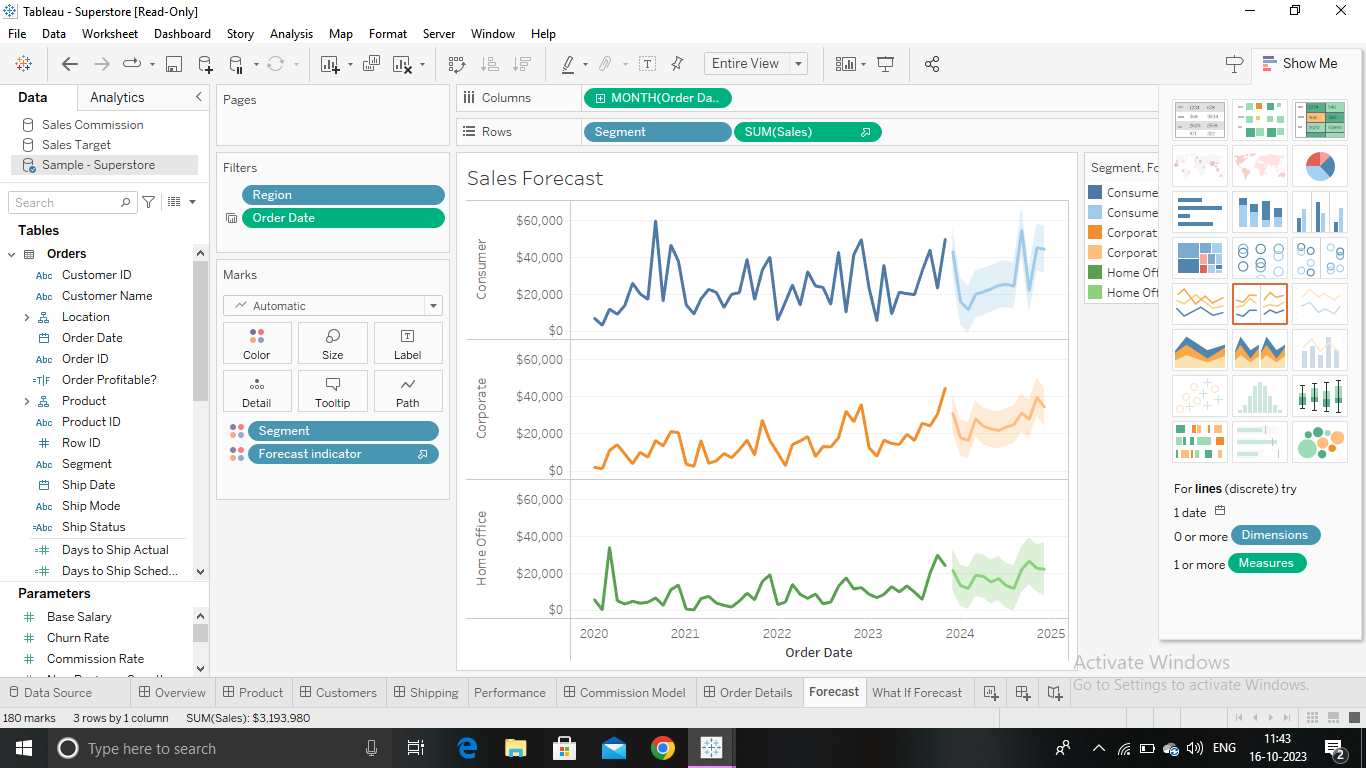 Tableau - Superstore [Read-Only]
File Data Worksheet Dashboard Story Analysis Map Format Server Window Help
Entire View
Show Me
Data Analytics
Sales Commission
Sales Target
Sample - Superstore
Search
Tables
Orders
Abc Customer ID
Abc Customer Name
Location
Order Date
Abc Order ID
=T|F Order Profitable?
Product
Abc Product ID
# Row ID
Abc Segment
Ship Date
Abc Ship Mode
=Abc Ship Status
=# Days to Ship Actual
=# Days to Ship Sched...
Parameters
# Base Salary
# Churn Rate
# Commission Rate
Pages
Filters
Region
Order Date
Marks
Automatic
Color Size Label
Detail Tooltip Path
Segment
Forecast indicator
Columns MONTH(Order Da..
Rows Segment SUM(Sales)
Sales Forecast
Consumer
$60,000
$40,000
$20,000
$0
Corporate
$60,000
$40,000
$20,000
$0
Home Office
$60,000
$40,000
$20,000
$0
2020 2021 2022 2023 2024 2025
Order Date
Segment, Fo
Consume
Consume
Corporat
Corporat
Home Off
Home Off
For lines (discrete) try
1 date
0 or more Dimensions
1 or more Measures
Activate Windows
Go to Settings to activate Windows.
Data Source Overview Product Customers Shipping Performance Commission Model Order Details Forecast What If Forecast
180 marks 3 rows by 1 column SUM(Sales): $3,193,980
Type here to search
ENG
11:43
16-10-2023
2